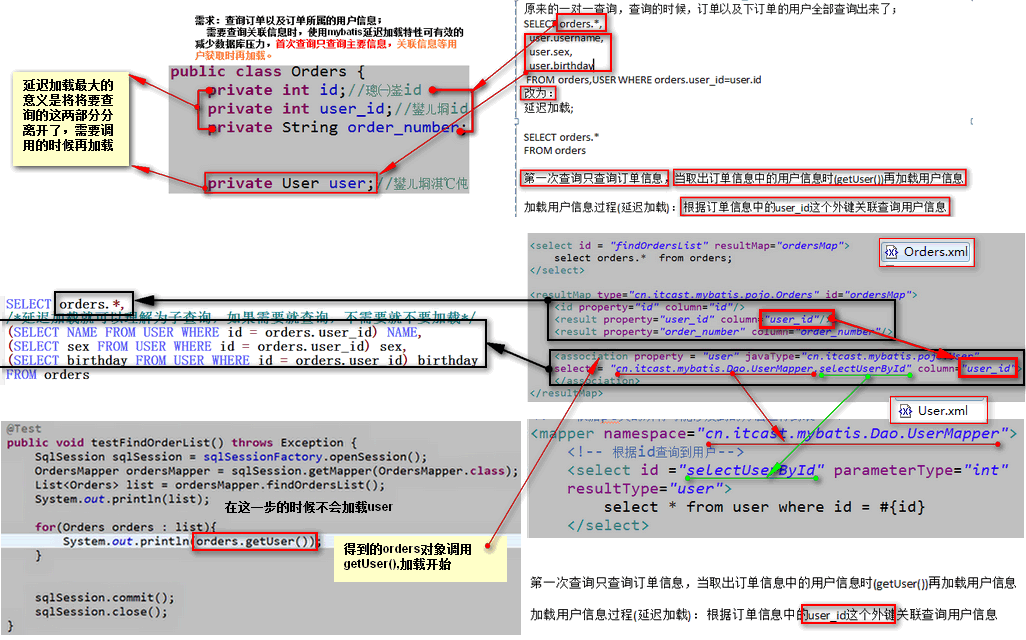 需求：查询订单以及订单所属的用户信息；
需要查询关联信息时，使用mybatis延迟加载特性可有效的
减少数据库压力，首次查询只查询主要信息，关联信息等用
户获取时再加载。
延迟加载最大的
意义是将将要查
询的这两部分分
离开了，需要调
用的时候再加载
public class Orders {
private int id;//
private int user_id;//
private String order_number;
private User user;//
原来的一对一查询，查询的时候，订单以及下订单的用户全部查询出来了；
SELECT orders.*,
user.username,
user.sex,
user.birthday
FROM orders,USER WHERE orders.user_id=user.id
改为：
延迟加载;
SELECT orders.*
FROM orders
第一次查询只查询订单信息，当取出订单信息中的用户信息时(getUser())再加载用户信息
加载用户信息过程(延迟加载)：根据订单信息中的user_id这个外键关联查询用户信息
SELECT orders.*,
/*延迟加载就可以理解为子查询，如果需要就查询，不需要就不要加载*/
(SELECT NAME FROM USER WHERE id = orders.user_id) NAME,
(SELECT sex FROM USER WHERE id = orders.user_id) sex,
(SELECT birthday FROM USER WHERE id = orders.user_id) birthday
FROM orders
<select id = "findOrdersList" resultMap="ordersMap">
select orders.* from orders;
</select>
Orders.xml
<resultMap type="cn.itcast.mybatis.pojo.Orders" id="ordersMap">
<id property="id" column="id"/>
<result property="user_id" column="user_id"/>
<result property="order_number" column="order_number"/>
<association property = "user" javaType="cn.itcast.mybatis.pojo.User"
select= "cn.itcast.mybatis.Dao.UserMapper.selectUserById" column="user_id">
</association>
</resultMap>
User.xml
<mapper namespace="cn.itcast.mybatis.Dao.UserMapper">
<!-- 根据id查询到用户-->
<select id ="selectUserById" parameterType="int"
resultType="user">
select * from user where id = #{id}
</select>
@Test
public void testFindOrderList() throws Exception {
SqlSession sqlSession = sqlSessionFactory.openSession();
OrdersMapper ordersMapper = sqlSession.getMapper(OrdersMapper.class);
List<Orders> list = ordersMapper.findOrdersList();
System.out.println(list);
在这一步的时候不会加载user
for(Orders orders : list){
System.out.println(orders.getUser());
}
得到的orders对象调用
getUser(),加载开始
sqlSession.commit();
sqlSession.close();
}
第一次查询只查询订单信息，当取出订单信息中的用户信息时(getUser())再加载用户信息
加载用户信息过程(延迟加载)：根据订单信息中的user_id这个外键关联查询用户信息